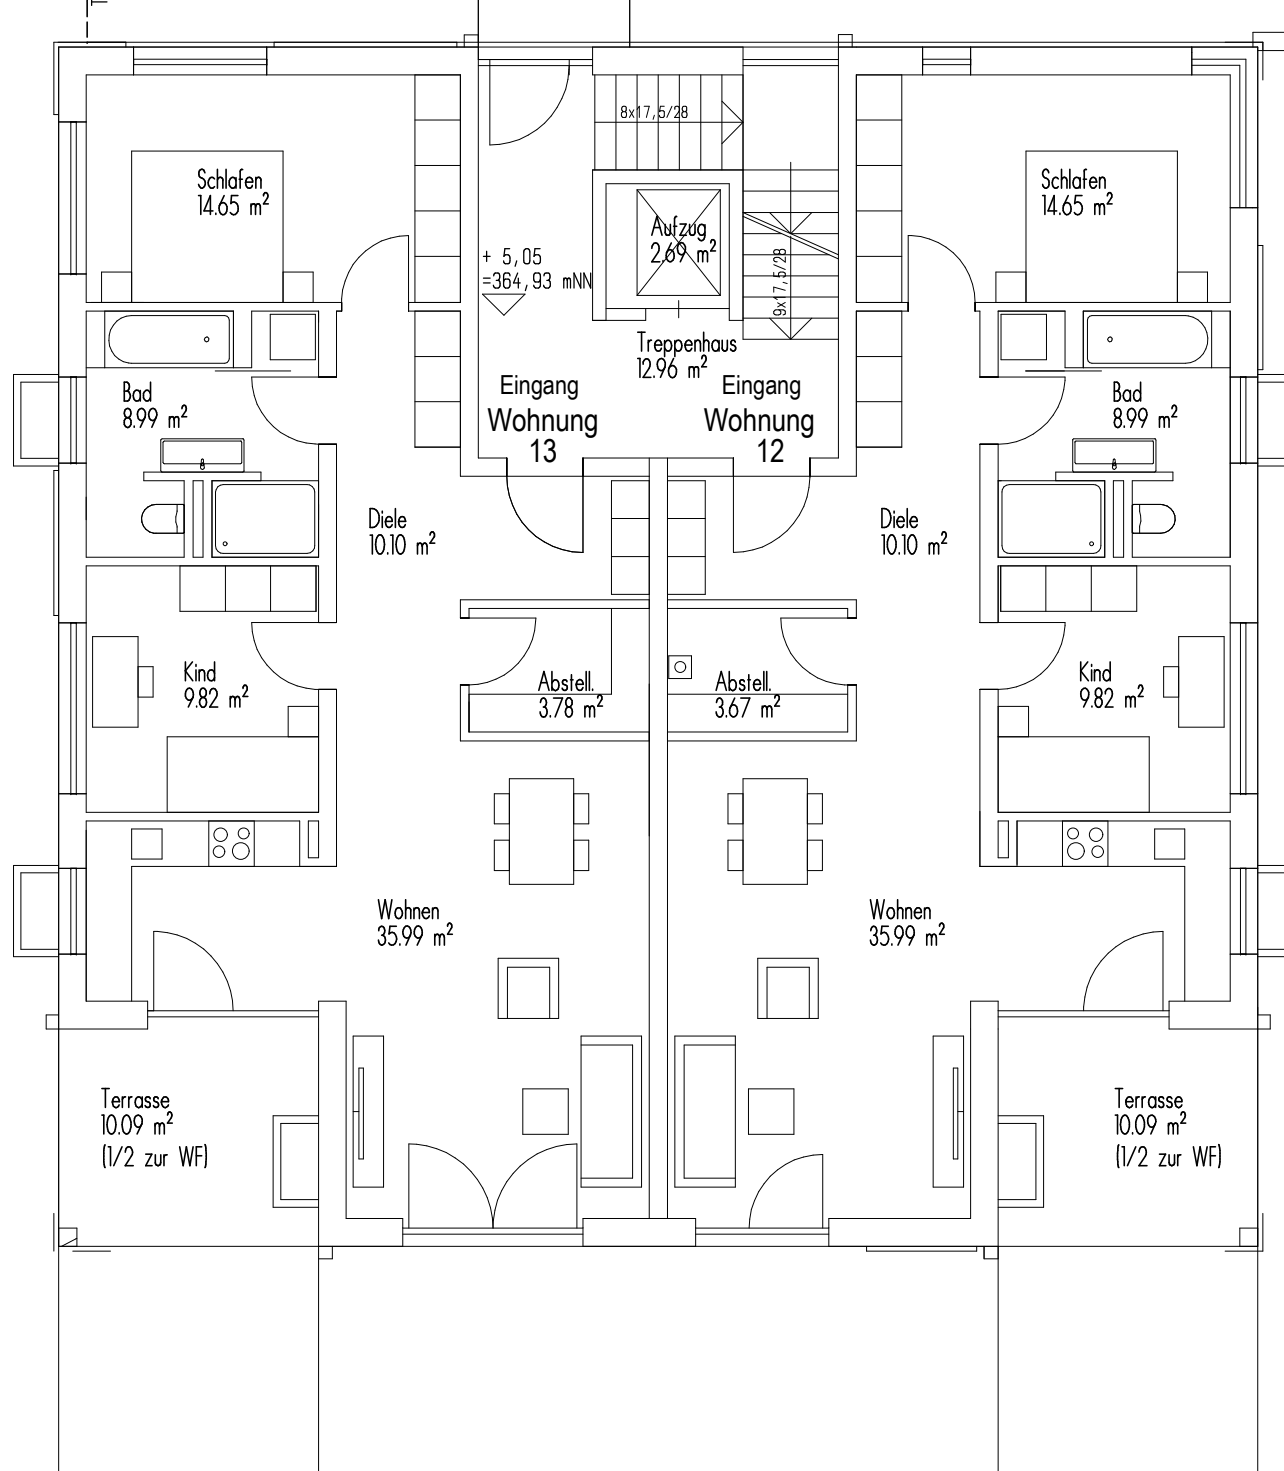 8x17,5/28
Schlafen
14.65 m²
Schlafen
14.65 m²
Aufzug
2.69 m²
+ 5,05
=364,93 mNN
9x17,5/28
Treppenhaus
12.96 m²
Bad
8.99 m²
Eingang
Wohnung
13
Eingang
Wohnung
12
Bad
8.99 m²
Diele
10.10 m²
Diele
10.10 m²
Kind
9.82 m²
Abstell.
3.78 m²
Abstell.
3.67 m²
Kind
9.82 m²
Wohnen
35.99 m²
Wohnen
35.99 m²
Terrasse
10.09 m²
(1/2 zur WF)
Terrasse
10.09 m²
(1/2 zur WF)